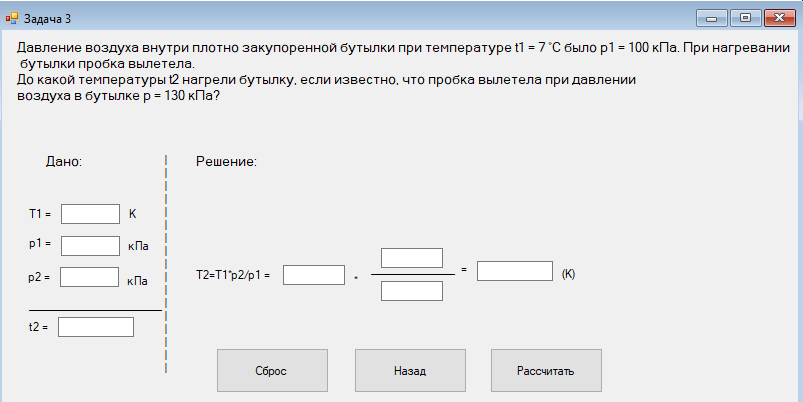 Задача 3
Давление воздуха внутри плотно закупоренной бутылки при температуре t1 = 7 °С было p1 = 100 кПа. При нагревании
бутылки пробка вылетела.
До какой температуры t2 нагрели бутылку, если известно, что пробка вылетела при давлении
воздуха в бутылке p = 130 кПа?
Дано:
Решение:
T1 = K
p1 = кПа
p2 = кПа
T2=T1*p2/p1 = * = (K)
t2 =
Сброс
Назад
Рассчитать